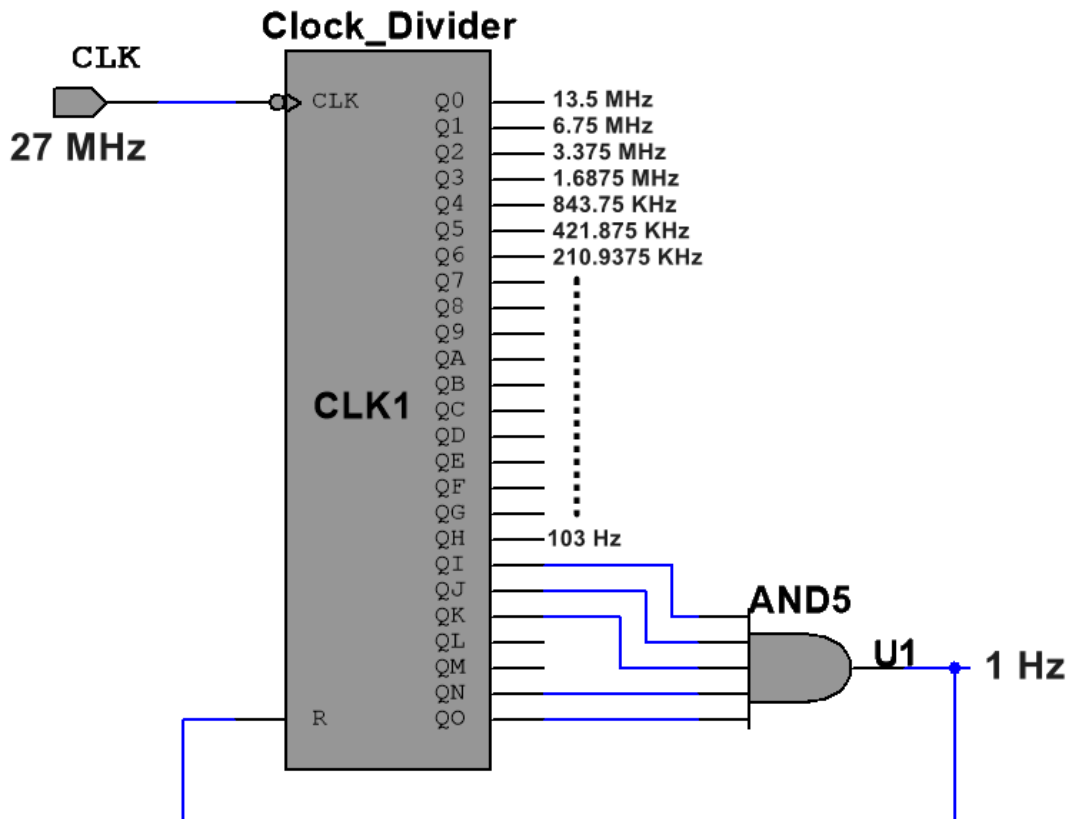 Clock_Divider
CLK
27 MHz
CLK
CLK1
R
Q0 13.5 MHz
Q1 6.75 MHz
Q2 3.375 MHz
Q3 1.6875 MHz
Q4 843.75 KHz
Q5 421.875 KHz
Q6 210.9375 KHz
Q7
Q8
Q9
QA
QB
QC
QD
QE
QF
QG
QH 103 Hz
QI
QJ
QK
QL
QM
QN
QO
AND5
U1
1 Hz